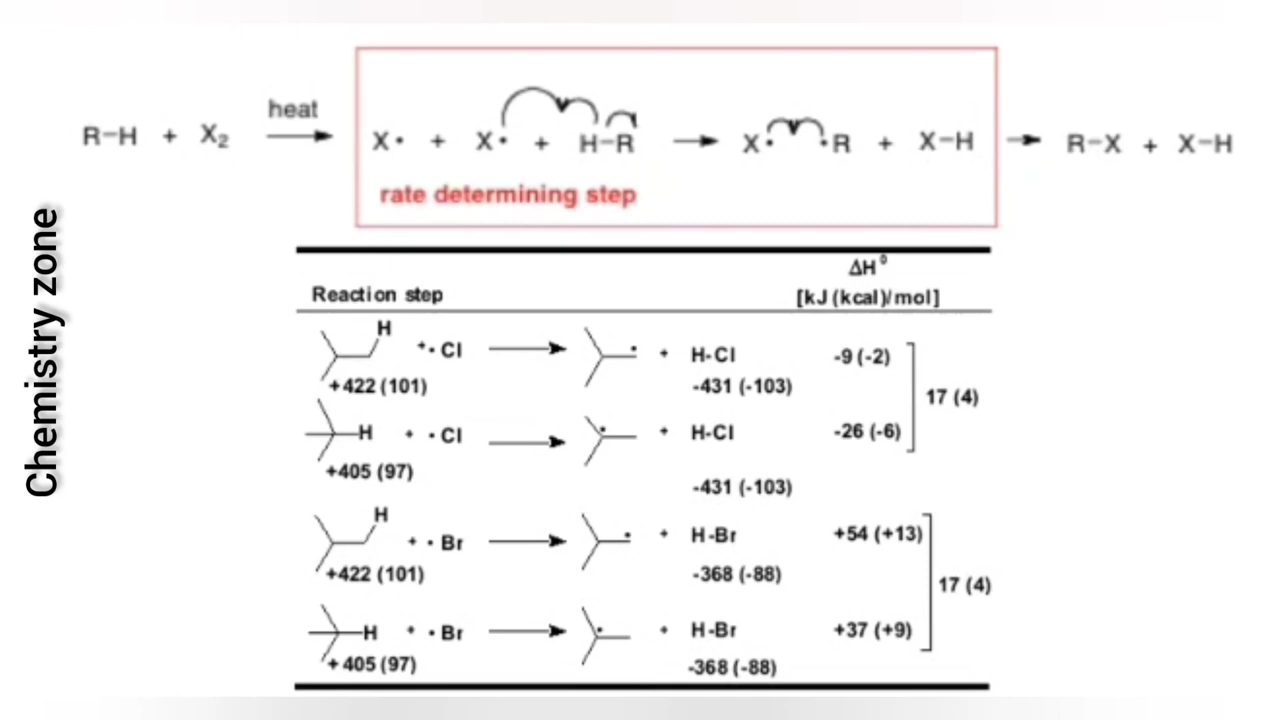 Chemistry zone
R-H + X₂ heat X· + X· + H-R X· ·R + X-H R-X + X-H
rate determining step
Reaction step ΔH⁰ [kJ (kcal)/mol]
H + · Cl + H-Cl -9 (-2)
+422 (101) -431 (-103)
17 (4)
H + · Cl + H-Cl -26 (-6)
+405 (97)
-431 (-103)
H + · Br + H-Br +54 (+13)
+422 (101) -368 (-88)
17 (4)
H + · Br + H-Br +37 (+9)
+405 (97) -368 (-88)